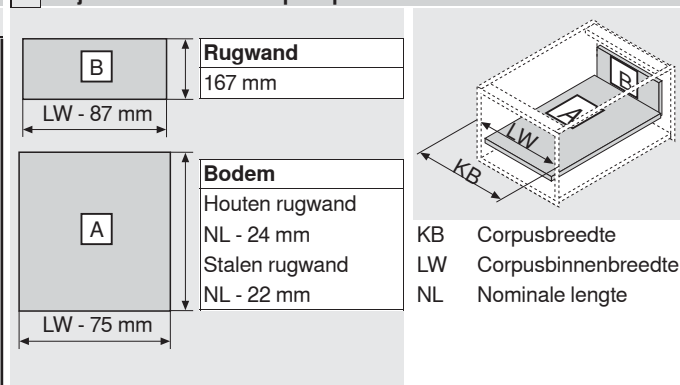 B
Rugwand
167 mm
LW - 87 mm
A
Bodem
Houten rugwand
NL - 24 mm
Stalen rugwand
NL - 22 mm
LW - 75 mm
B
A
LW
KB
KB Corpusbreedte
LW Corpusbinnenbreedte
NL Nominale lengte